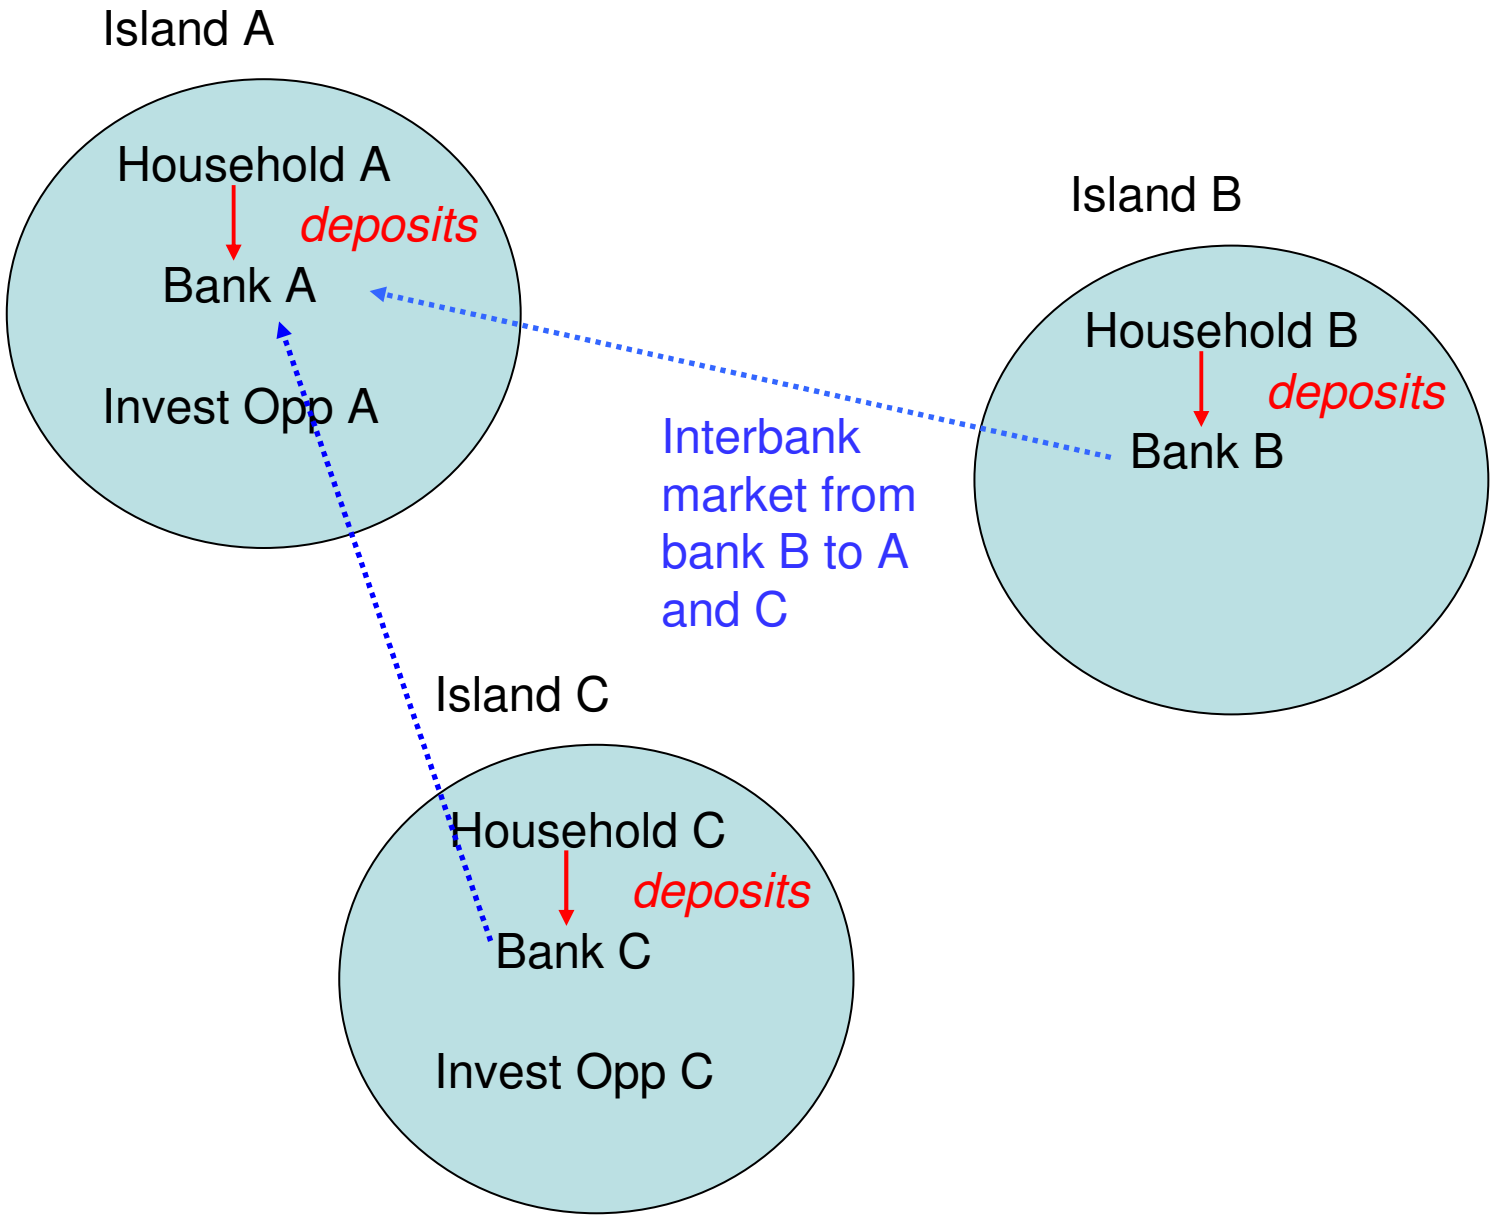 Island A
Household A
deposits
Bank A
Invest Opp A
Island B
Household B
deposits
Bank B
Interbank
market from
bank B to A
and C
Island C
Household C
deposits
Bank C
Invest Opp C